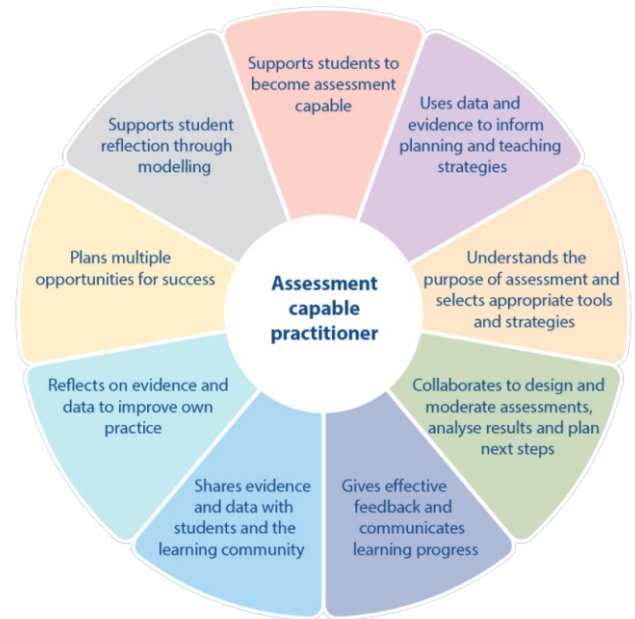 Supports students to
become assessment
capable
Uses data and
evidence to inform
planning and teaching
strategies
Understands the
purpose of assessment and
selects appropriate tools
and strategies
Collaborates to design and
moderate assessments,
analyse results and plan
next steps
Gives effective
feedback and
communicates
learning progress
Shares evidence
and data with
students and the
learning community
Reflects on evidence and
data to improve own
practice
Plans multiple
opportunities for success
Supports student
reflection through
modelling
Assessment
capable
practitioner